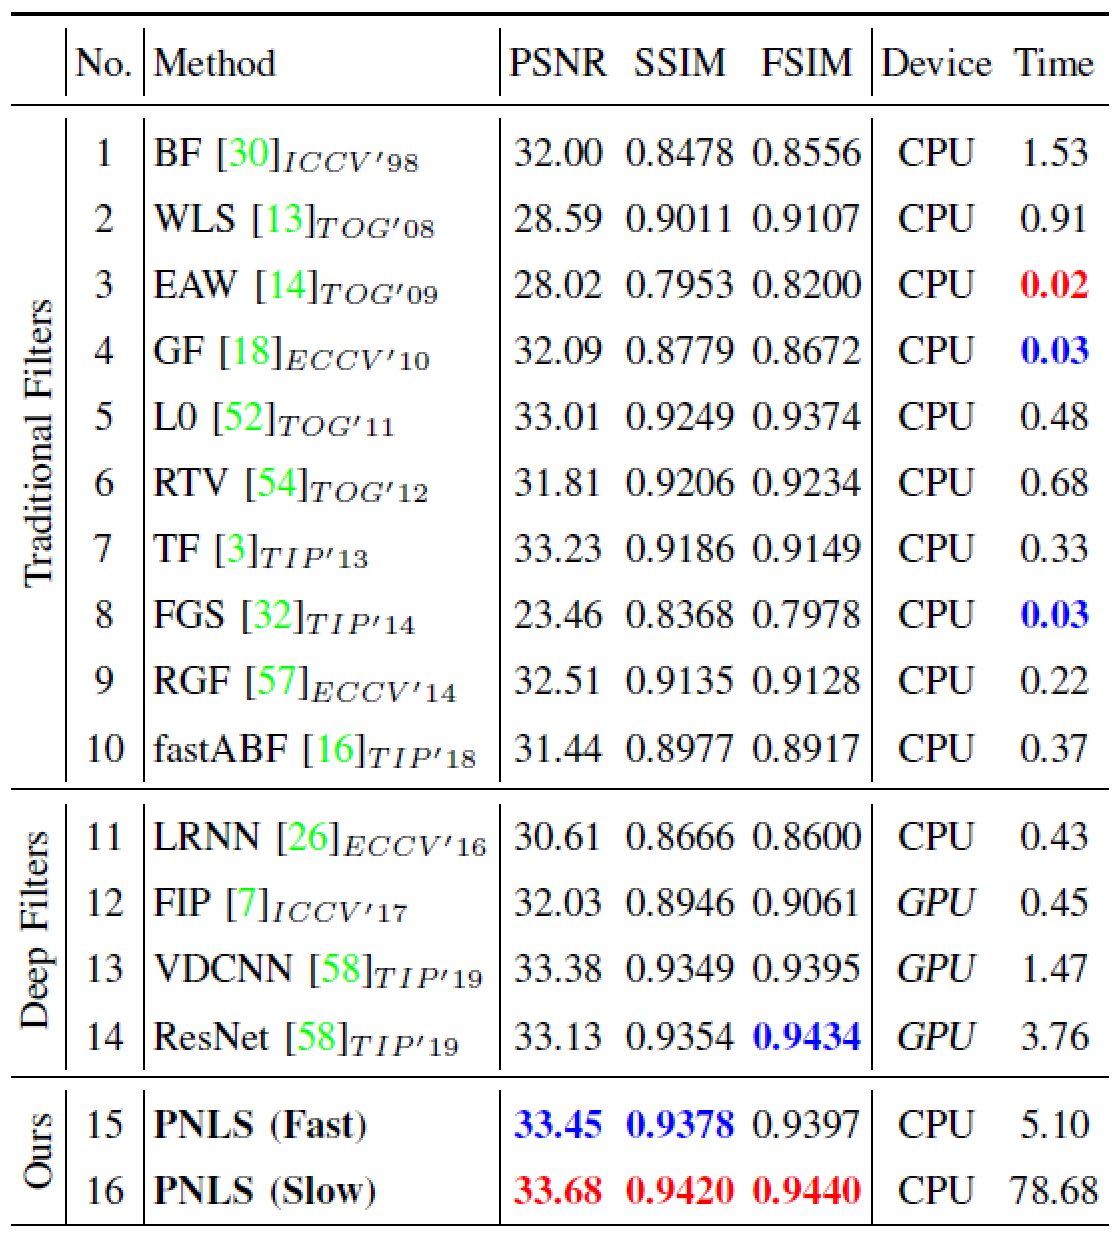 No. Method PSNR SSIM FSIM Device Time
Traditional Filters
1 BF [30]ICCV'98 32.00 0.8478 0.8556 CPU 1.53
2 WLS [13]TOG'08 28.59 0.9011 0.9107 CPU 0.91
3 EAW [14]TOG'09 28.02 0.7953 0.8200 CPU 0.02
4 GF [18]ECCV'10 32.09 0.8779 0.8672 CPU 0.03
5 L0 [52]TOG'11 33.01 0.9249 0.9374 CPU 0.48
6 RTV [54]TOG'12 31.81 0.9206 0.9234 CPU 0.68
7 TF [3]TIP'13 33.23 0.9186 0.9149 CPU 0.33
8 FGS [32]TIP'14 23.46 0.8368 0.7978 CPU 0.03
9 RGF [57]ECCV'14 32.51 0.9135 0.9128 CPU 0.22
10 fastABF [16]TIP'18 31.44 0.8977 0.8917 CPU 0.37
Deep Filters
11 LRNN [26]ECCV'16 30.61 0.8666 0.8600 CPU 0.43
12 FIP [7]ICCV'17 32.03 0.8946 0.9061 GPU 0.45
13 VDCNN [58]TIP'19 33.38 0.9349 0.9395 GPU 1.47
14 ResNet [58]TIP'19 33.13 0.9354 0.9434 GPU 3.76
Ours
15 PNLS (Fast) 33.45 0.9378 0.9397 CPU 5.10
16 PNLS (Slow) 33.68 0.9420 0.9440 CPU 78.68